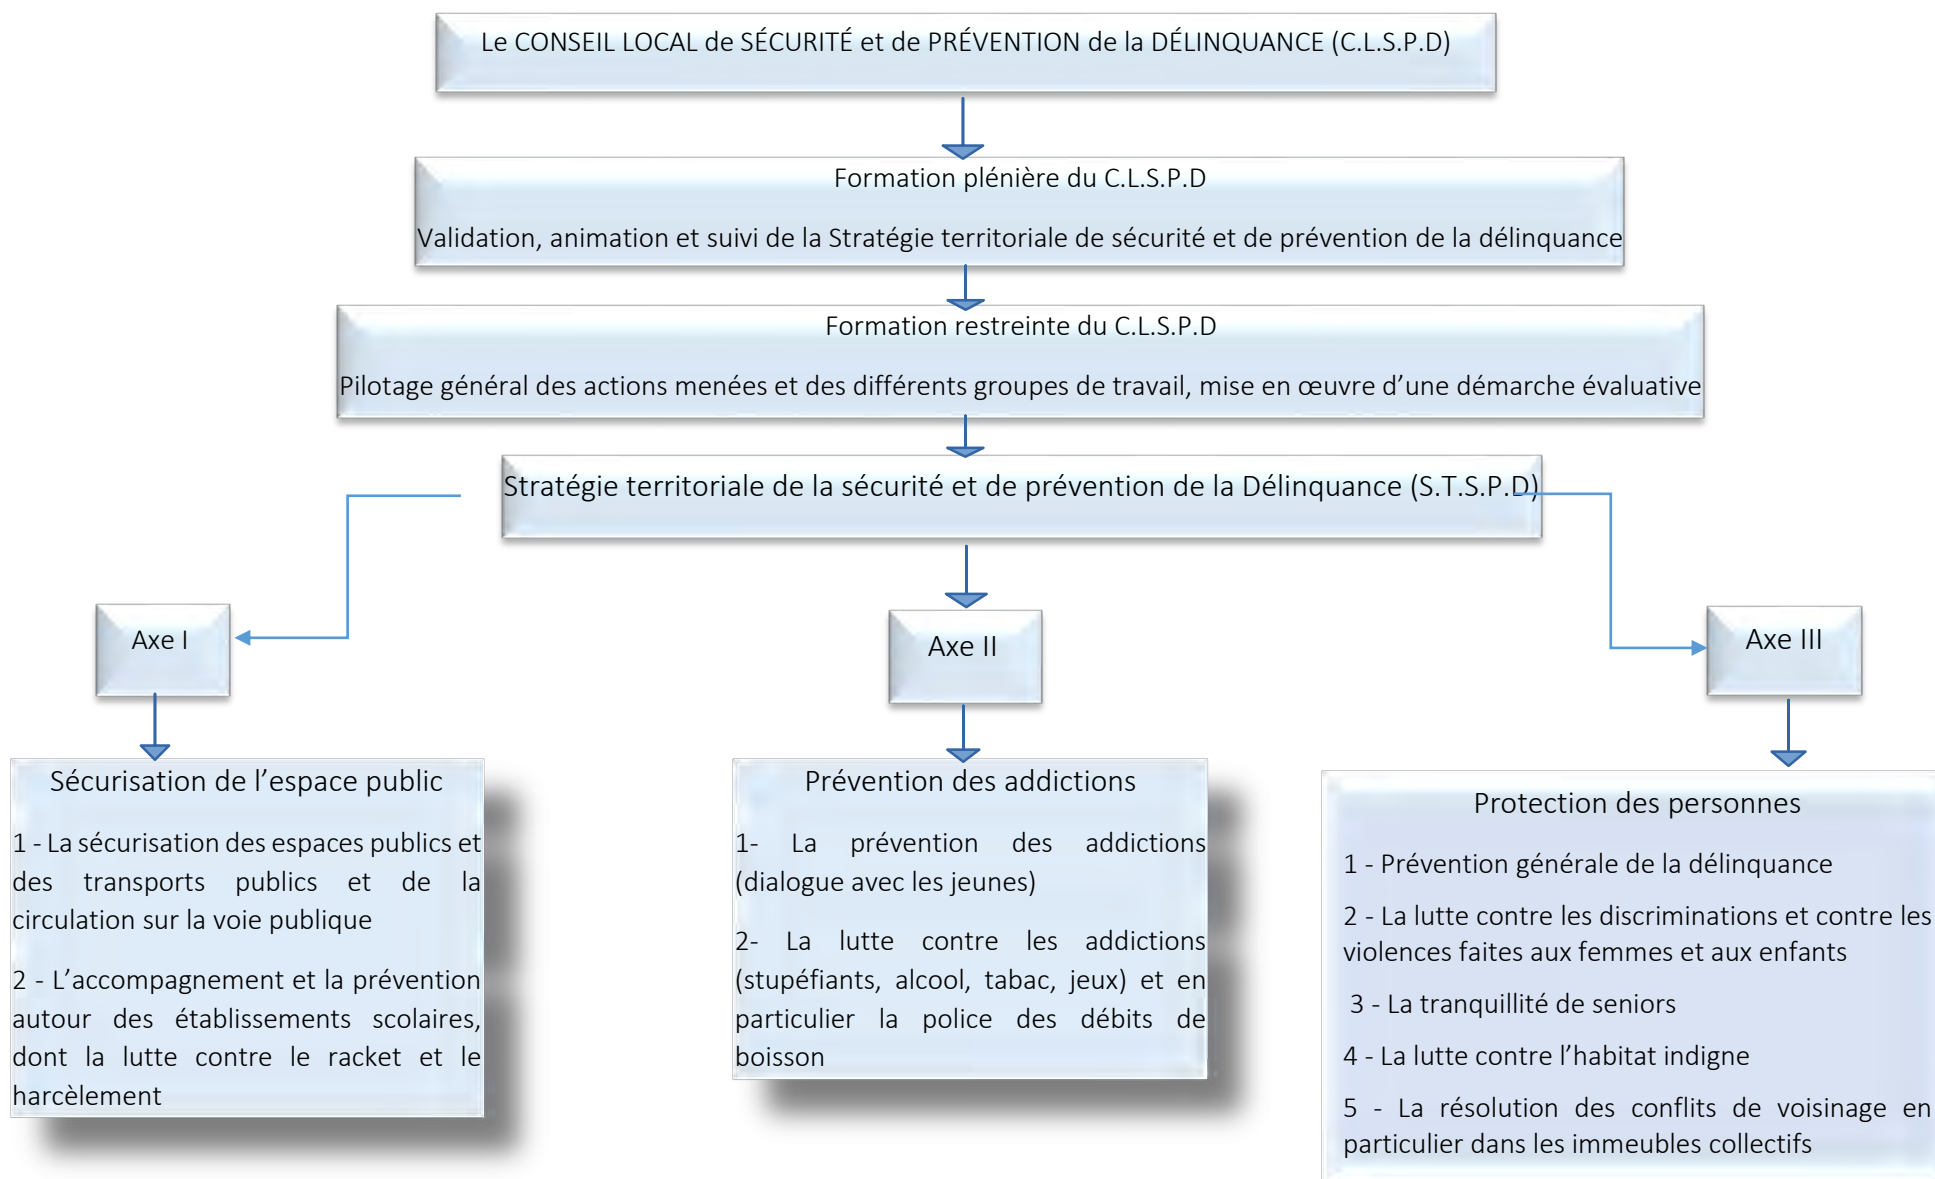 Le CONSEIL LOCAL de SÉCURITÉ et de PRÉVENTION de la DÉLINQUANCE (C.L.S.P.D)
Formation plénière du C.L.S.P.D
Validation, animation et suivi de la Stratégie territoriale de sécurité et de prévention de la délinquance
Formation restreinte du C.L.S.P.D
Pilotage général des actions menées et des différents groupes de travail, mise en œuvre d’une démarche évaluative
Stratégie territoriale de la sécurité et de prévention de la Délinquance (S.T.S.P.D)
Axe I
Axe II
Axe III
Sécurisation de l’espace public
1 - La sécurisation des espaces publics et
des transports publics et de la
circulation sur la voie publique
2 - L’accompagnement et la prévention
autour des établissements scolaires,
dont la lutte contre le racket et le
harcèlement
Prévention des addictions
1- La prévention des addictions
(dialogue avec les jeunes)
2- La lutte contre les addictions
(stupéfiants, alcool, tabac, jeux) et en
particulier la police des débits de
boisson
Protection des personnes
1 - Prévention générale de la délinquance
2 - La lutte contre les discriminations et contre les
violences faites aux femmes et aux enfants
3 - La tranquillité de seniors
4 - La lutte contre l’habitat indigne
5 - La résolution des conflits de voisinage en
particulier dans les immeubles collectifs